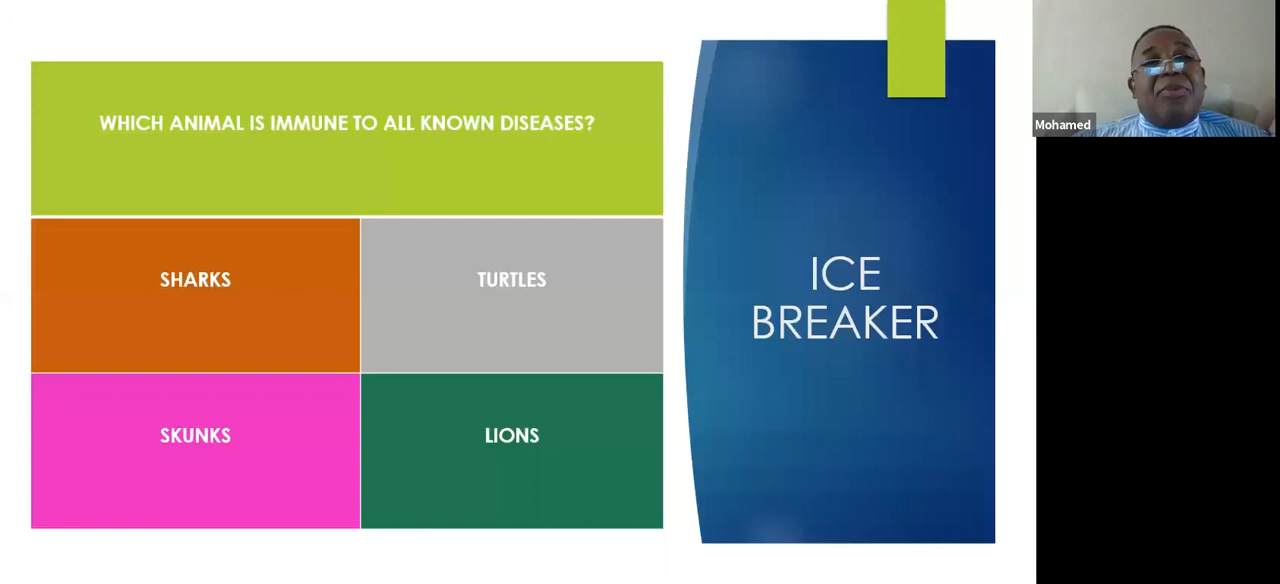 WHICH ANIMAL IS IMMUNE TO ALL KNOWN DISEASES?
SHARKS
TURTLES
SKUNKS
LIONS
ICE
BREAKER
Mohamed